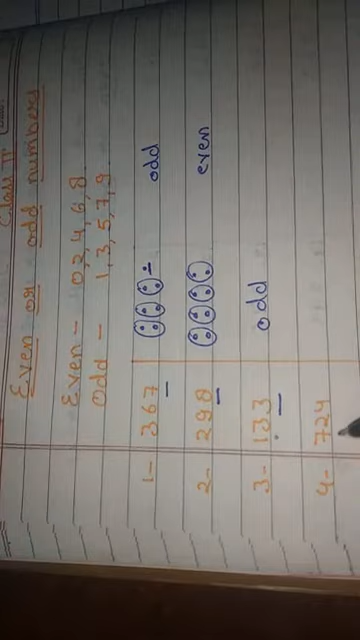 Class II
Even or odd numbers
Even - 0,2,4,6,8
Odd - 1,3,5,7,9
1- 367 odd
2- 298 even
3- 133 odd
4- 724